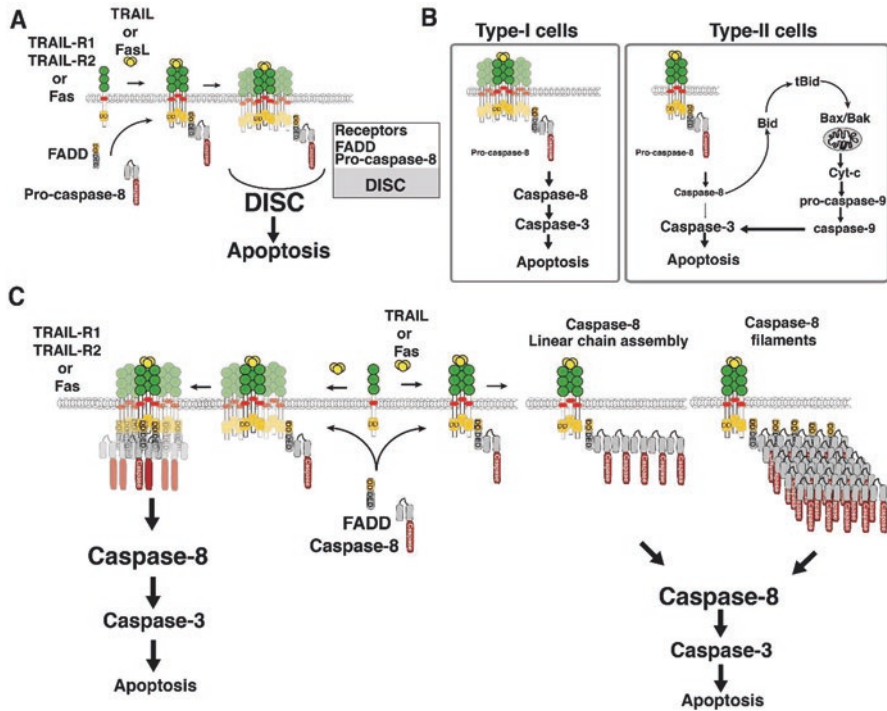 A
TRAIL-R1
TRAIL-R2
or
Fas
TRAIL
or
FasL
DD
FADD
Pro-caspase-8
Receptors
FADD
Pro-caspase-8
DISC
DISC
Apoptosis
B
Type-I cells
Pro-caspase-8
Caspase-8
Caspase-3
Apoptosis
Type-II cells
Pro-caspase-8
Caspase-8
Caspase-3
Apoptosis
Bid
tBid
Bax/Bak
Cyt-c
pro-caspase-9
caspase-9
C
TRAIL-R1
TRAIL-R2
or
Fas
TRAIL
or
Fas
FADD
Caspase-8
Caspase-8
Linear chain assembly
Caspase-8
filaments
Caspase-8
Caspase-3
Apoptosis
Caspase-8
Caspase-3
Apoptosis